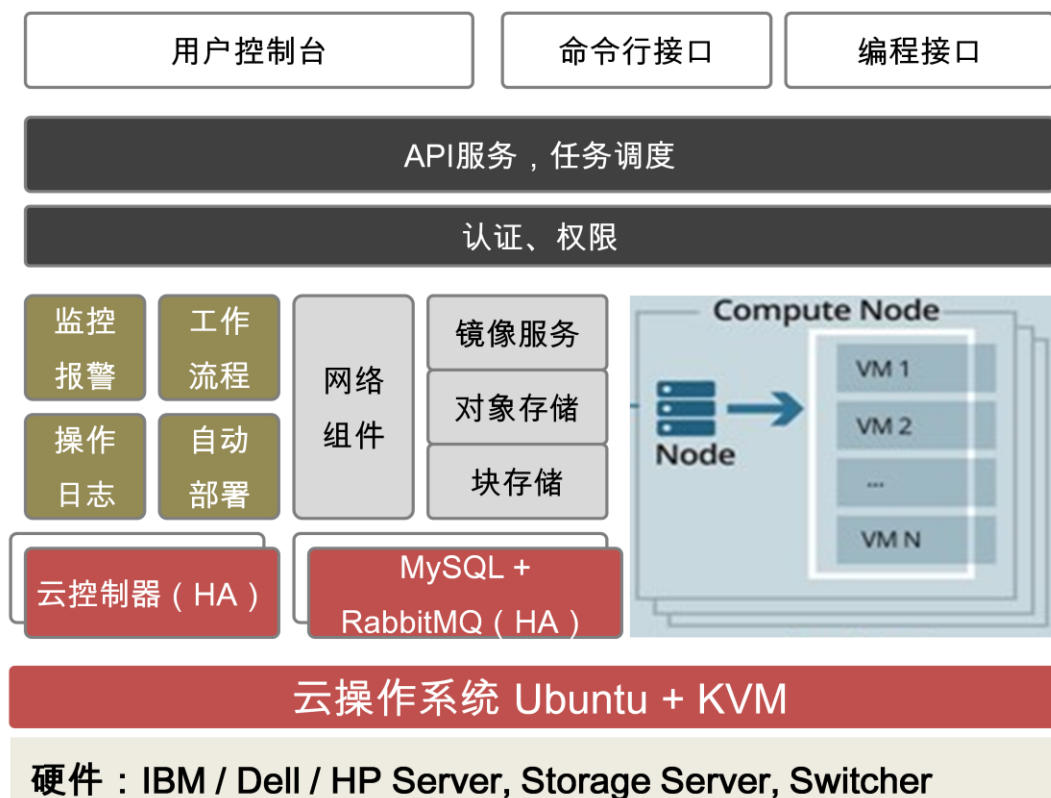 用户控制台
命令行接口
编程接口
API服务，任务调度
认证、权限
监控
报警
工作
流程
操作
日志
自动
部署
网络
组件
镜像服务
对象存储
块存储
Compute Node
Node
VM 1
VM 2
...
VM N
云控制器（HA）
MySQL +
RabbitMQ（HA）
云操作系统 Ubuntu + KVM
硬件：IBM / Dell / HP Server, Storage Server, Switcher